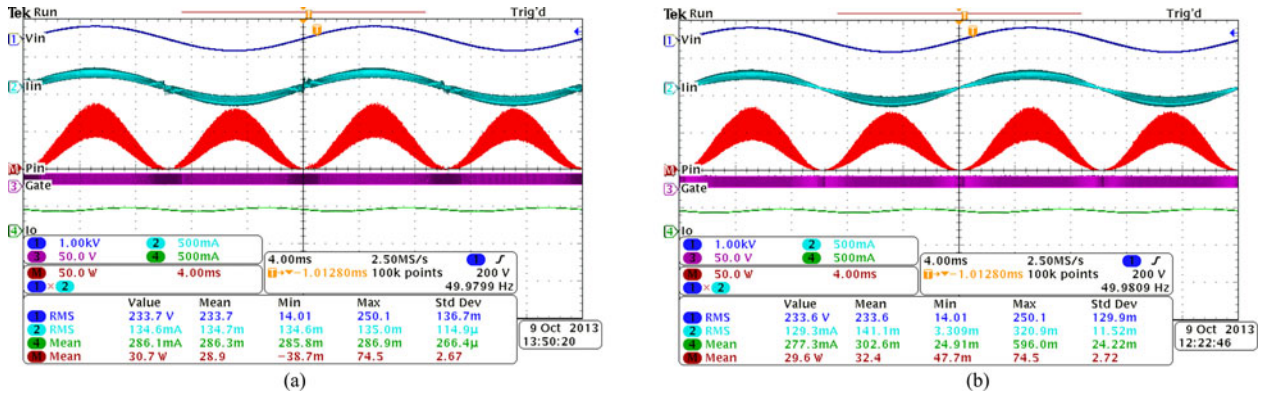 Tek Run Trig'd
T
T
1 Vin
2 Iin
M Pin
3 Gate
4 Io
1 1.00kV 2 500mA
3 50.0 V 4 500mA
M 50.0 W 4.00ms
1 × 2
4.00ms 2.50MS/s 1
T→▼−1.01280ms 100k points 200 V
49.9799 Hz
Value Mean Min Max Std Dev
1 RMS 233.7 V 233.7 14.01 250.1 136.7m
2 RMS 134.6mA 134.7m 134.6m 135.0m 114.9µ
4 Mean 286.1mA 286.3m 285.8m 286.9m 266.4µ
M Mean 30.7 W 28.9 −38.7m 74.5 2.67
9 Oct 2013
13:50:20
(a)
Tek Run Trig'd
T
T
1 Vin
2 Iin
M Pin
3 Gate
4 Io
1 1.00kV 2 500mA
3 50.0 V 4 500mA
M 50.0 W 4.00ms
1 × 2
4.00ms 2.50MS/s 1
T→▼−1.01280ms 100k points 200 V
49.9809 Hz
Value Mean Min Max Std Dev
1 RMS 233.6 V 233.6 14.01 250.1 129.9m
2 RMS 129.3mA 141.1m 3.309m 320.9m 11.52m
4 Mean 277.3mA 302.6m 24.91m 596.0m 24.22m
M Mean 29.6 W 32.4 47.7m 74.5 2.72
9 Oct 2013
12:22:46
(b)